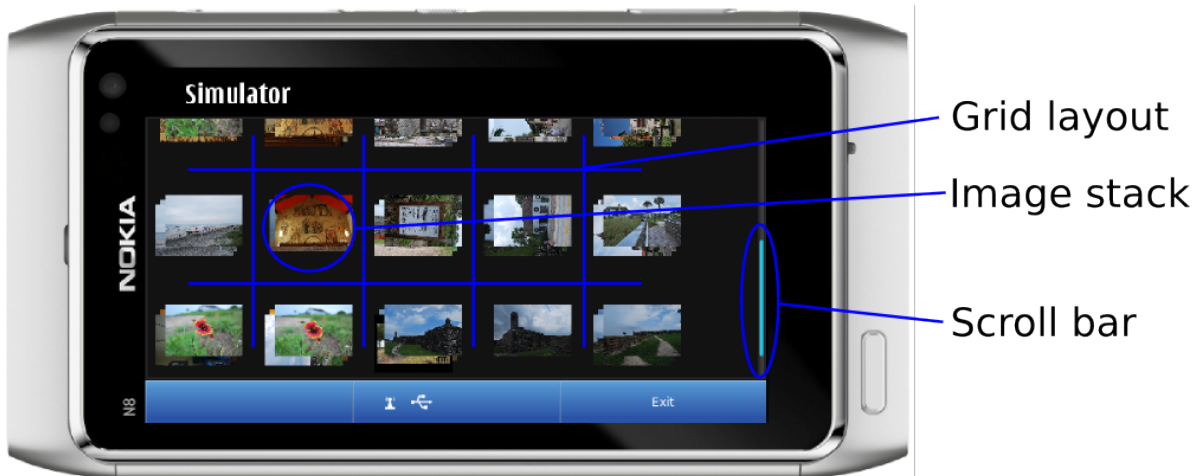 Simulator
Grid layout
Image stack
NOKIA
Scroll bar
N8
Exit